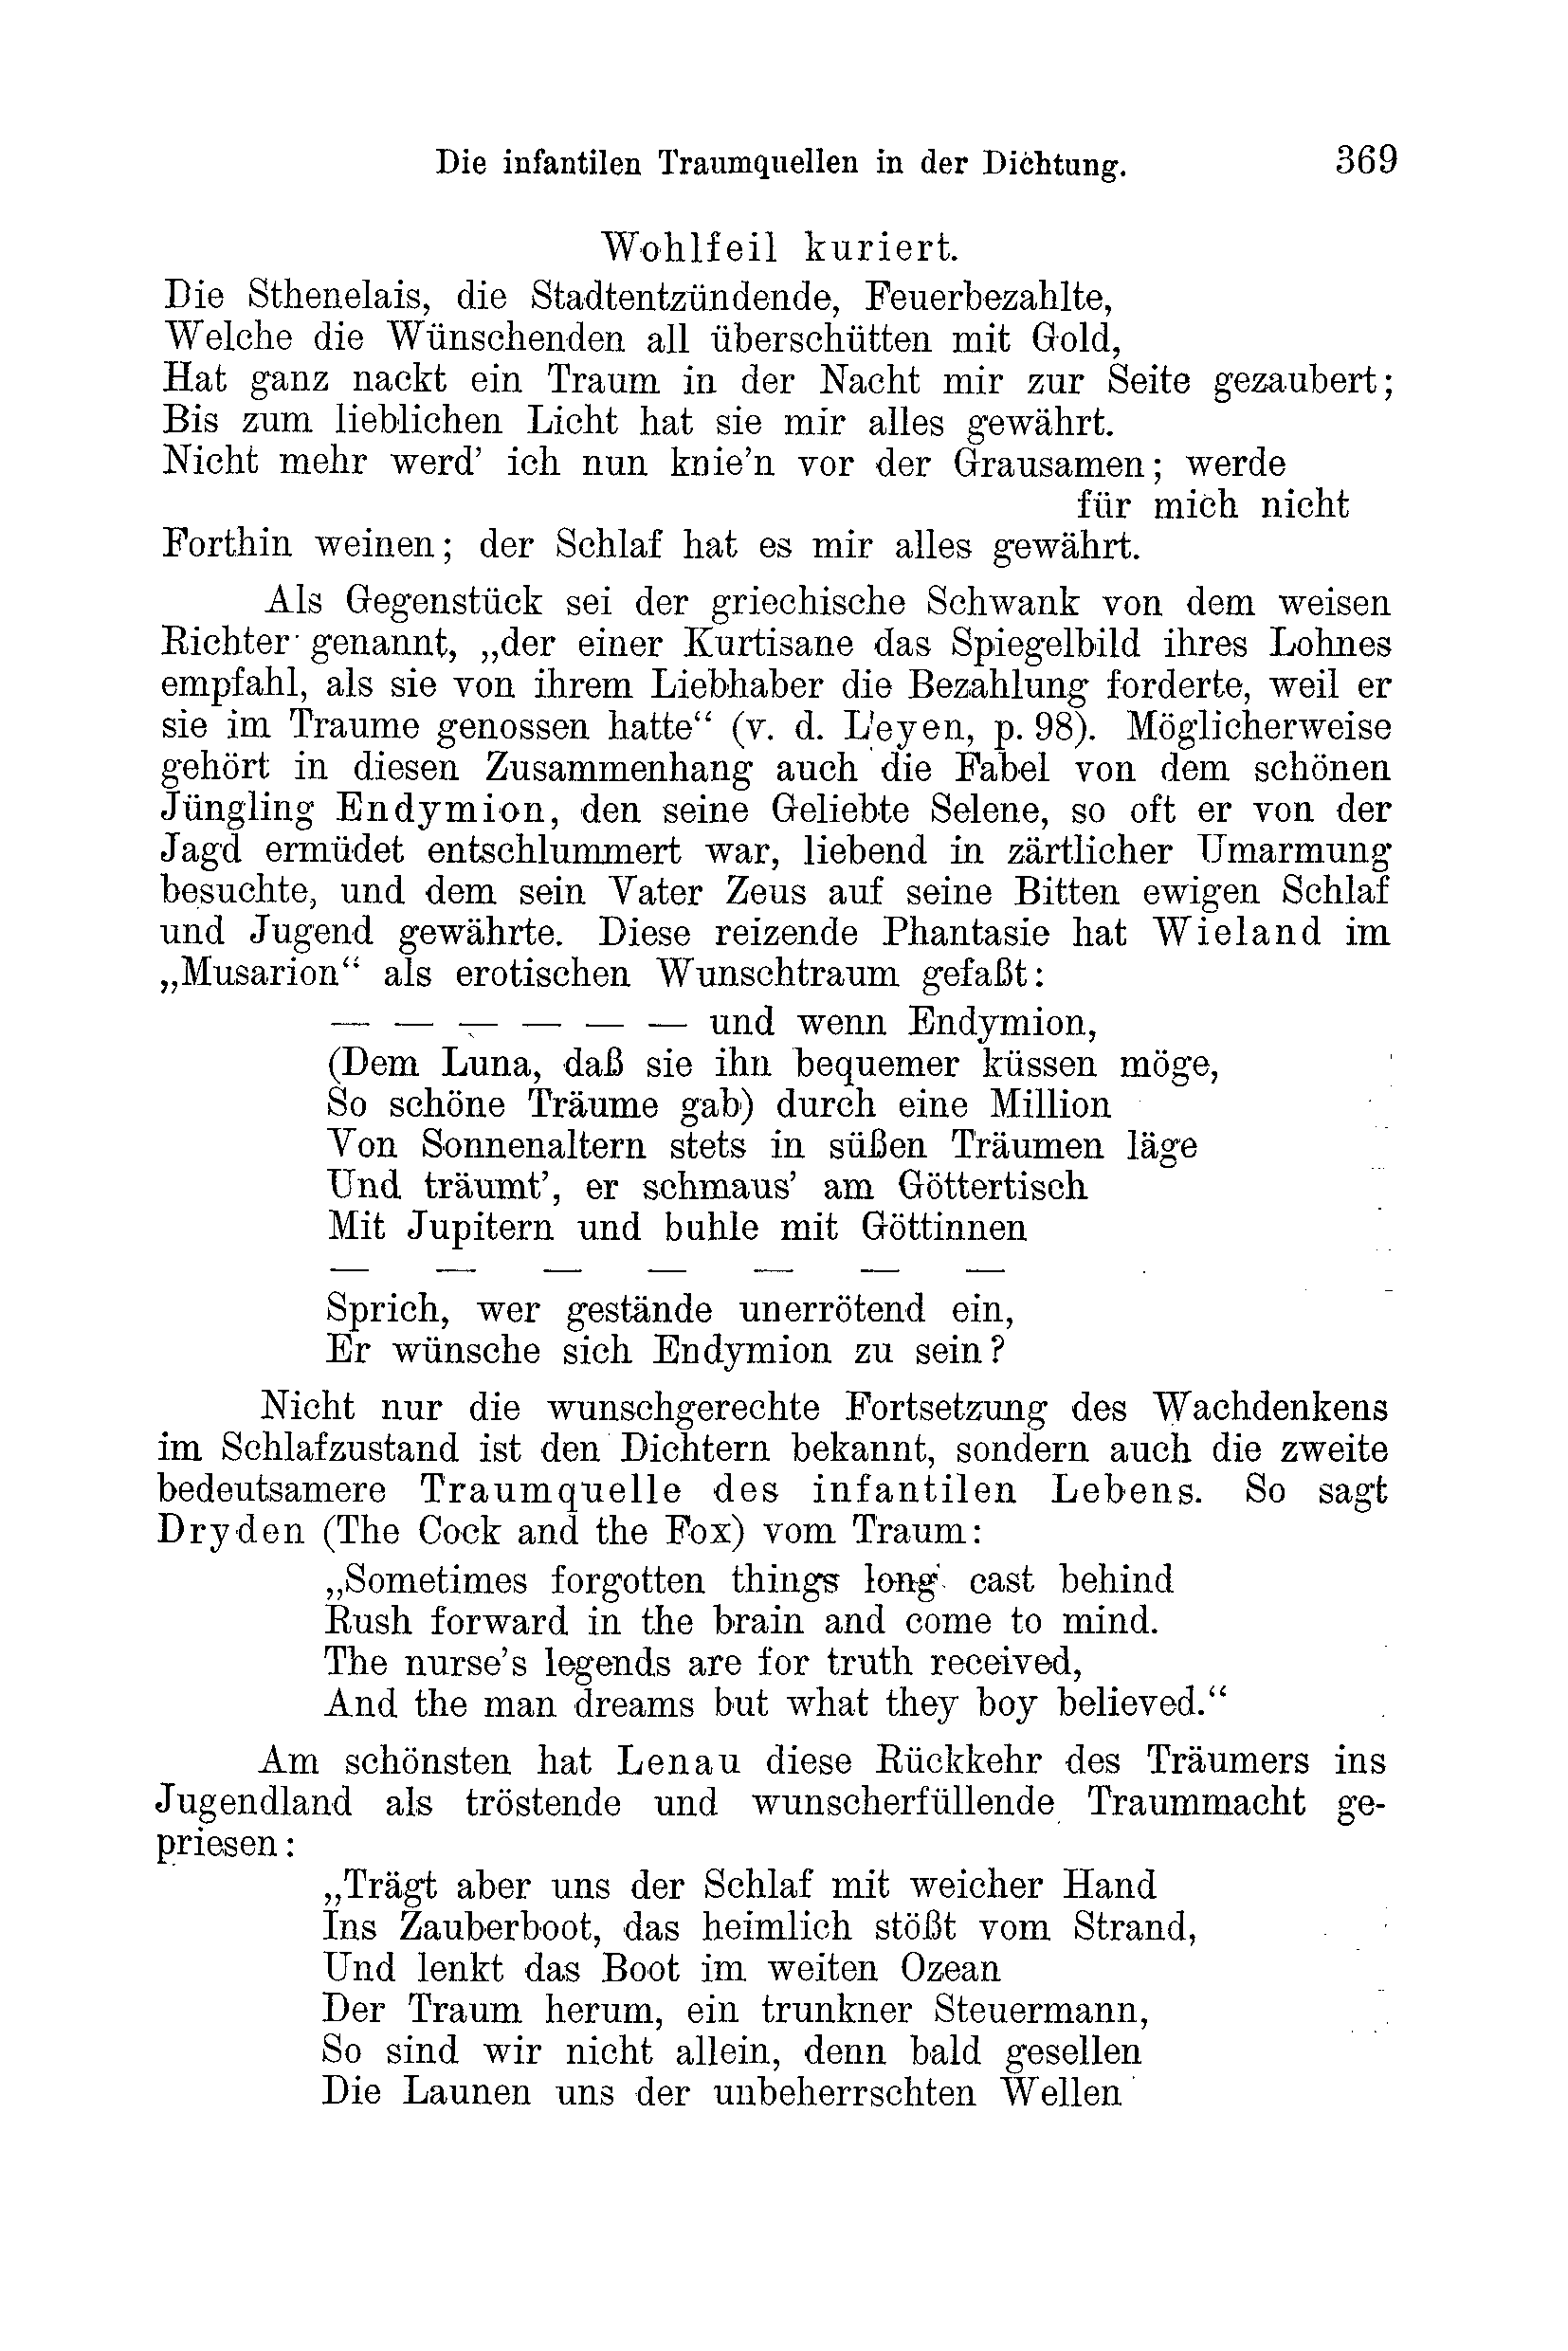 Die infantilen Traumquellen in der Dichtung. 369
Wohlfeil kuriert.
Die Sthenelais, die Stadtentzündende, Feuerbezahlte,
Welche die Wünschenden all überschütten mit Gold,
Hat ganz nackt ein Traum in der Nacht mir zur Seite gezaubert;
Bis zum lieblichen Licht hat sie mir alles gewährt.
Nicht mehr werd’ ich nun knie’n vor der Grausamen; werde
für mich nicht
Forthin weinen; der Schlaf hat es mir alles gewährt.
Als Gegenstück sei der griechische Schwank von dem weisen
Richter genannt, „der einer Kurtisane das Spiegelbild ihres Lohnes
empfahl, als sie von ihrem Liebhaber die Bezahlung forderte, weil er
sie im Traume genossen hatte“ (v. d. Leyen, p. 98). Möglicherweise
gehört in diesen Zusammenhang auch die Fabel von dem schönen
Jüngling Endymion, den seine Geliebte Selene, so oft er von der
Jagd ermüdet entschlummert war, liebend in zärtlicher Umarmung
besuchte, und dem sein Vater Zeus auf seine Bitten ewigen Schlaf
und Jugend gewährte. Diese reizende Phantasie hat Wieland im
„Musarion“ als erotischen Wunschtraum gefaßt:
— — — — — — und wenn Endymion,
(Dem Luna, daß sie ihn bequemer küssen möge,
So schöne Träume gab) durch eine Million
Von Sonnenaltern stets in süßen Träumen läge
Und träumt’, er schmaus’ am Göttertisch
Mit Jupitern und buhle mit Göttinnen
— — — — — — —
Sprich, wer gestände unerrötend ein,
Er wünsche sich Endymion zu sein?
Nicht nur die wunschgerechte Fortsetzung des Wachdenkens
im Schlafzustand ist den Dichtern bekannt, sondern auch die zweite
bedeutsamere Traumquelle des infantilen Lebens. So sagt
Dryden (The Cock and the Fox) vom Traum:
„Sometimes forgotten things long cast behind
Rush forward in the brain and come to mind.
The nurse’s legends are for truth received,
And the man dreams but what they boy believed.“
Am schönsten hat Lenau diese Rückkehr des Träumers ins
Jugendland als tröstende und wunscherfüllende Traummacht ge-
priesen:
„Trägt aber uns der Schlaf mit weicher Hand
Ins Zauberboot, das heimlich stößt vom Strand,
Und lenkt das Boot im weiten Ozean
Der Traum herum, ein trunkner Steuermann,
So sind wir nicht allein, denn bald gesellen
Die Launen uns der unbeherrschten Wellen